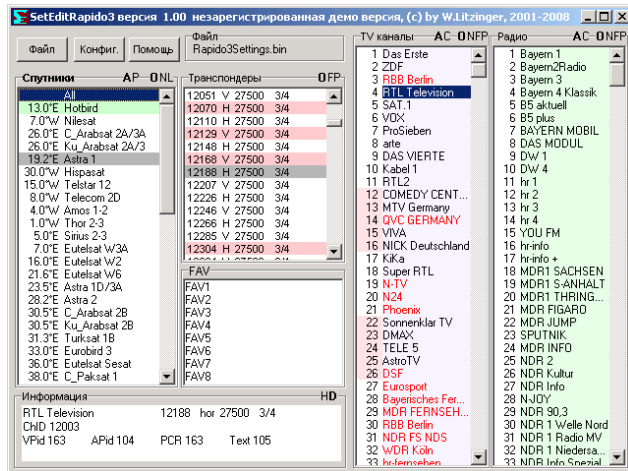 SetEditRapido3 версия 1.00 незарегистрированная демо версия, (c) by W.Litzinger, 2001-2008
Файл
Конфиг.
Помощь
Файл
Rapido3Settings.bin
Спутники A P - O N L
All
13.0°E Hotbird
7.0°W Nilesat
26.0°E C_Arabsat 2A/3A
26.0°E Ku_Arabsat 2A/3
19.2°E Astra 1
30.0°W Hispasat
15.0°W Telstar 12
8.0°W Telecom 2D
4.0°W Amos 1-2
1.0°W Thor 2-3
5.0°E Sirius 2-3
7.0°E Eutelsat W3A
16.0°E Eutelsat W2
21.6°E Eutelsat W6
23.5°E Astra 1D/3A
28.2°E Astra 2
30.5°E C_Arabsat 2B
30.5°E Ku_Arabsat 2B
31.3°E Turksat 1B
33.0°E Eurobird 3
36.0°E Eutelsat Sesat
38.0°E C_Paksat 1
Транспондеры O F P
12051 V 27500 3/4
12070 H 27500 3/4
12110 H 27500 3/4
12129 V 27500 3/4
12148 H 27500 3/4
12168 V 27500 3/4
12188 H 27500 3/4
12207 V 27500 3/4
12226 H 27500 3/4
12246 V 27500 3/4
12266 H 27500 3/4
12285 V 27500 3/4
12304 H 27500 3/4
FAV
FAV1
FAV2
FAV3
FAV4
FAV5
FAV6
FAV7
FAV8
TV каналы A C - O N F P
1 Das Erste
2 ZDF
3 RBB Berlin
4 RTL Television
5 SAT.1
6 VOX
7 ProSieben
8 arte
9 DAS VIERTE
10 Kabel 1
11 RTL2
12 COMEDY CENT...
13 MTV Germany
14 QVC GERMANY
15 VIVA
16 NICK Deutschland
17 KiKa
18 Super RTL
19 N-TV
20 N24
21 Phoenix
22 Sonnenklar TV
23 DMAX
24 TELE 5
25 AstroTV
26 DSF
27 Eurosport
28 Bayerisches Fer...
29 MDR FERNSEH...
30 RBB Berlin
31 NDR FS NDS
32 WDR Köln
33 hr-fernsehen
Радио A C - O N F P
1 Bayern 1
2 Bayern2Radio
3 Bayern 3
4 Bayern 4 Klassik
5 B5 aktuell
6 B5 plus
7 BAYERN MOBIL
8 DAS MODUL
9 DW 1
10 DW 4
11 hr 1
12 hr 2
13 hr 3
14 hr 4
15 YOU FM
16 hr-info
17 hr-info +
18 MDR1 SACHSEN
19 MDR1 S-ANHALT
20 MDR1 THRING...
21 MDR FIGARO
22 MDR JUMP
23 SPUTNIK
24 MDR INFO
25 NDR 2
26 NDR Kultur
27 NDR Info
28 N-JOY
29 NDR 90,3
30 NDR 1 Welle Nord
31 NDR 1 Radio MV
32 NDR 1 Niedersa...
33 NDR Info Spezial
Информация HD
RTL Television 12188 hor 27500 3/4
ChID 12003
VPid 163 APid 104 PCR 163 Text 105